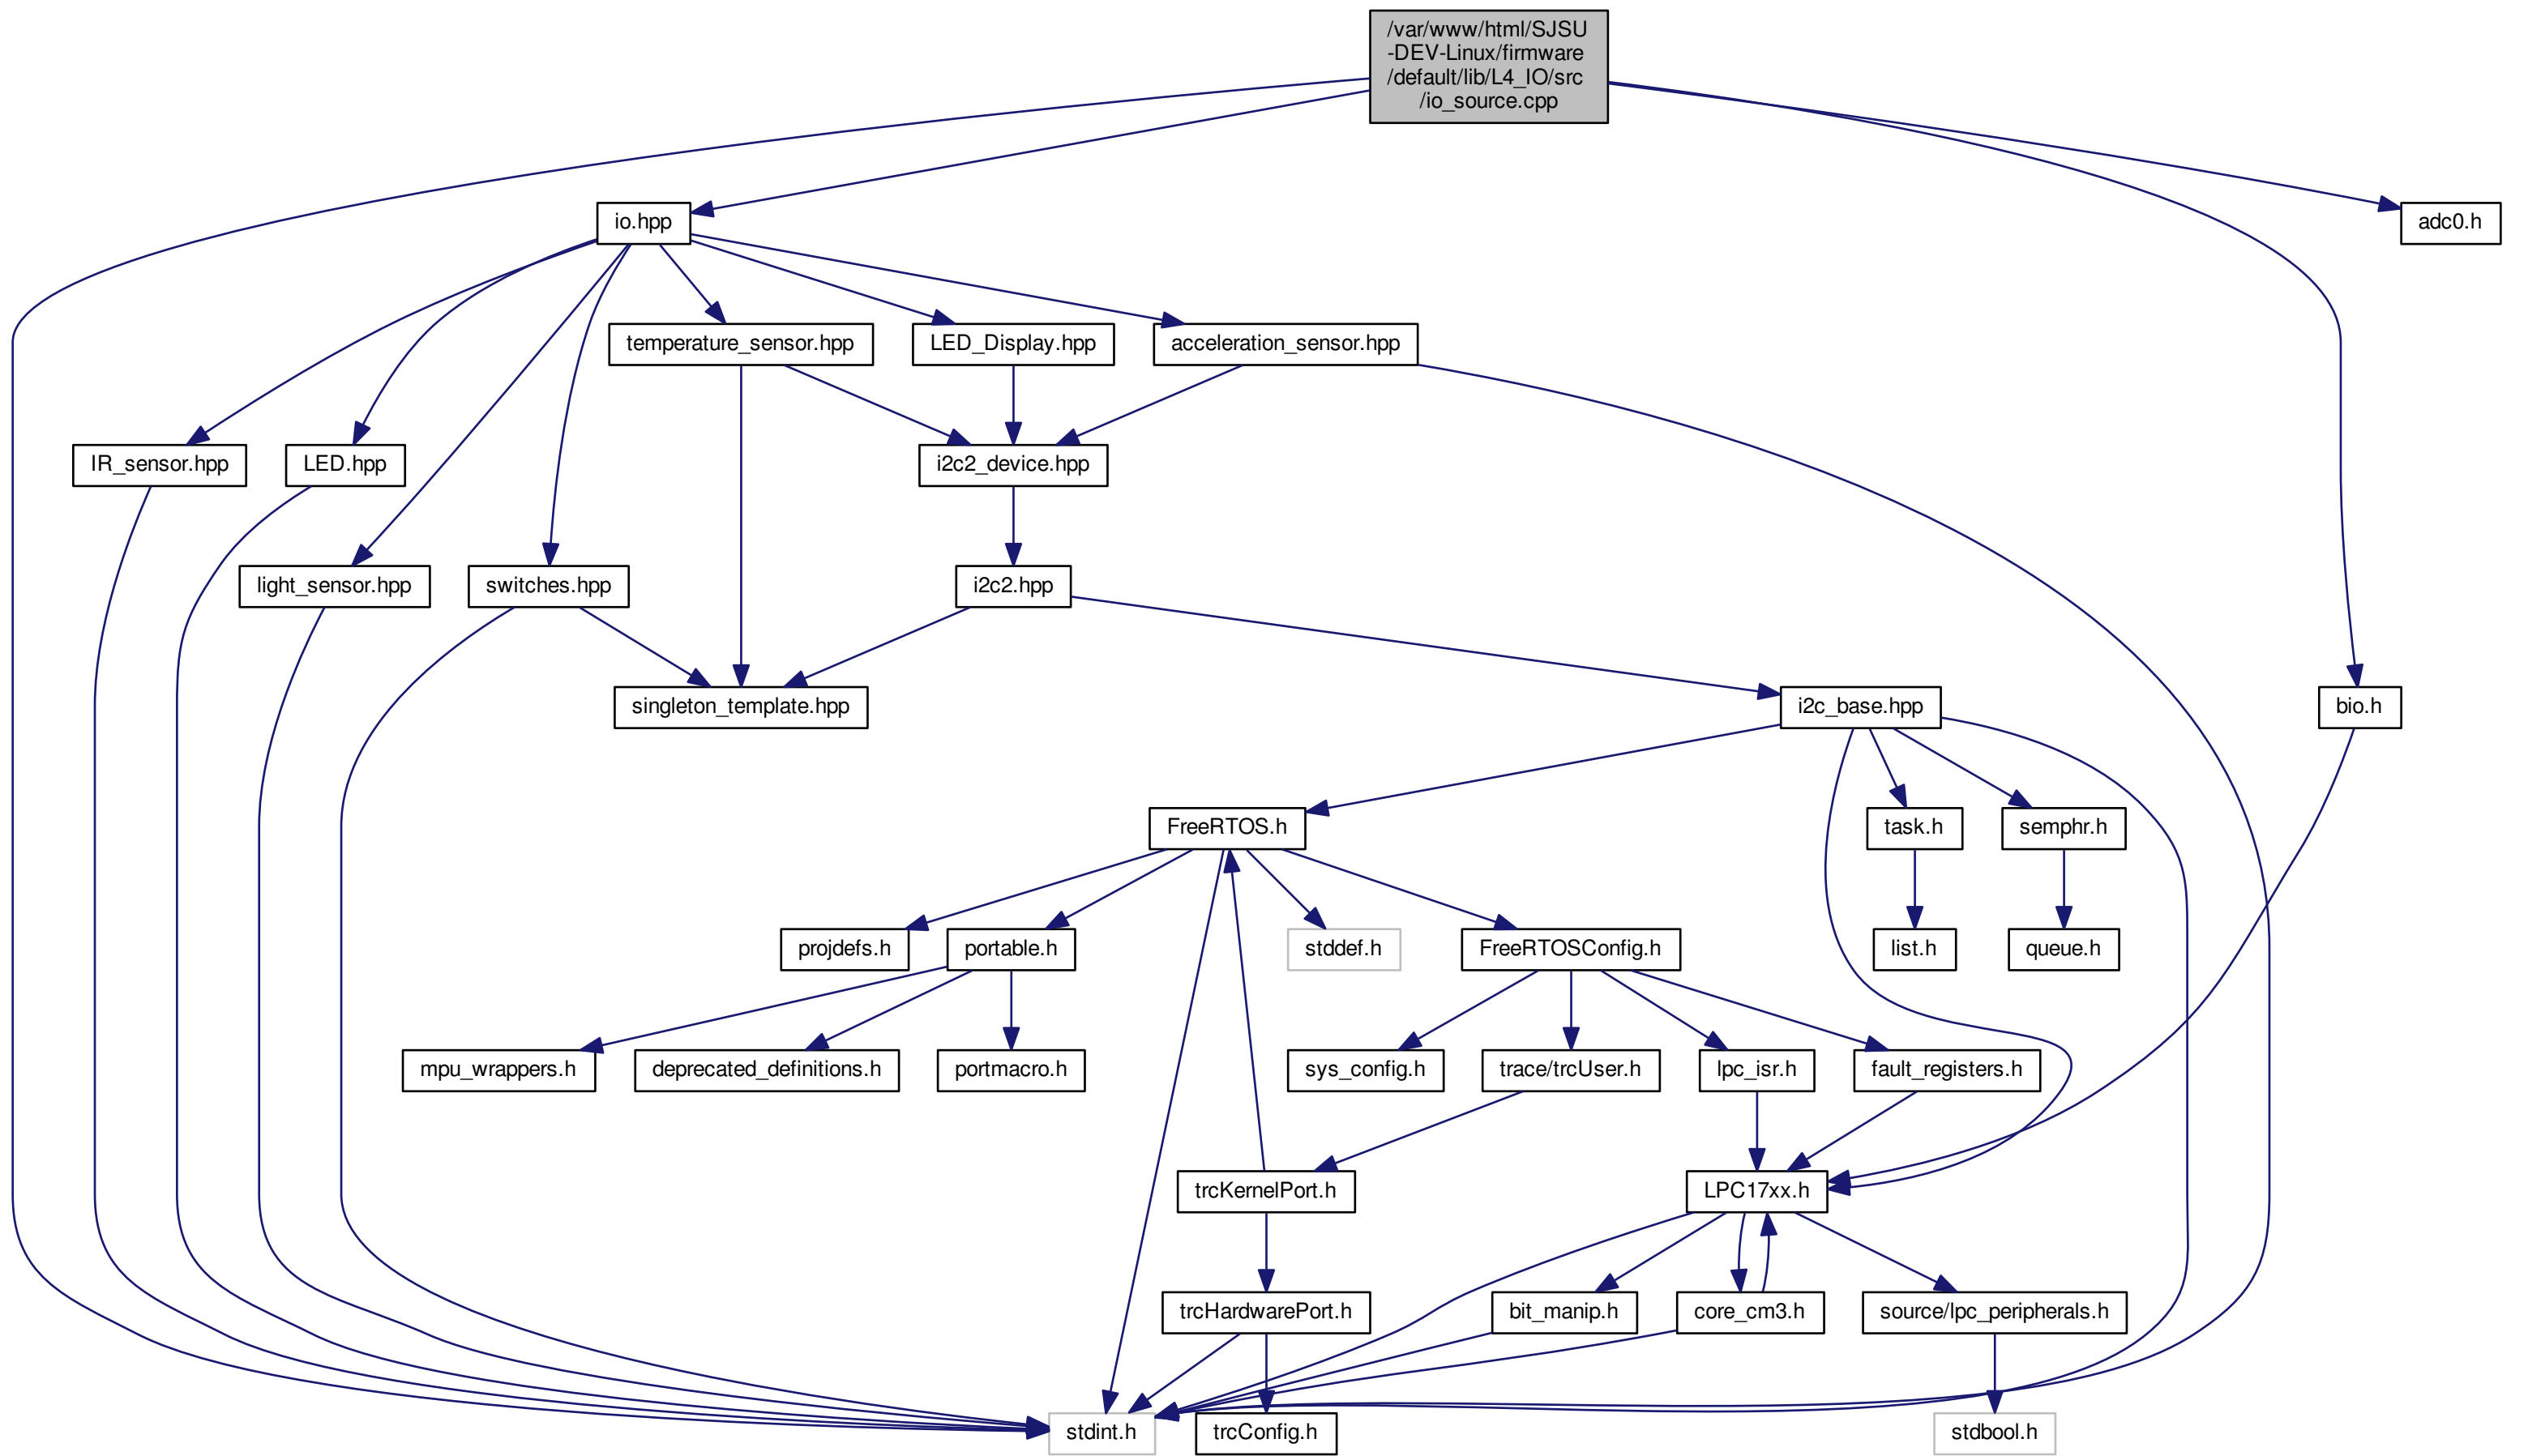 /var/www/html/SJSU
-DEV-Linux/firmware
/default/lib/L4_IO/src
/io_source.cpp
io.hpp
adc0.h
temperature_sensor.hpp
LED_Display.hpp
acceleration_sensor.hpp
IR_sensor.hpp
LED.hpp
i2c2_device.hpp
light_sensor.hpp
switches.hpp
i2c2.hpp
singleton_template.hpp
i2c_base.hpp
bio.h
FreeRTOS.h
task.h
semphr.h
projdefs.h
portable.h
stddef.h
FreeRTOSConfig.h
list.h
queue.h
mpu_wrappers.h
deprecated_definitions.h
portmacro.h
sys_config.h
trace/trcUser.h
lpc_isr.h
fault_registers.h
trcKernelPort.h
LPC17xx.h
trcHardwarePort.h
bit_manip.h
core_cm3.h
source/lpc_peripherals.h
stdint.h
trcConfig.h
stdbool.h